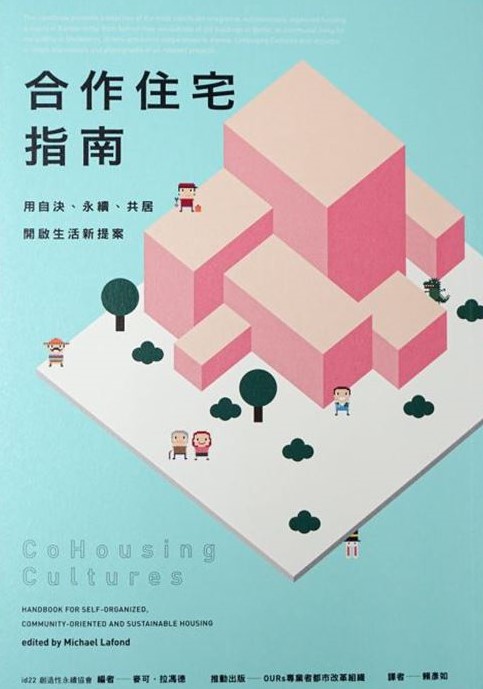 合作住宅
指南
用自決、永續、共居
開啟生活新提案
CoHousing
Cultures
HANDBOOK FOR SELF-ORGANIZED,
COMMUNITY-ORIENTED AND SUSTAINABLE HOUSING
edited by Michael Lafond
id22 創造性永續協會 編者──麥可·拉馮德 推動出版──OURs專業者都市改革組織 譯者──賴彥如